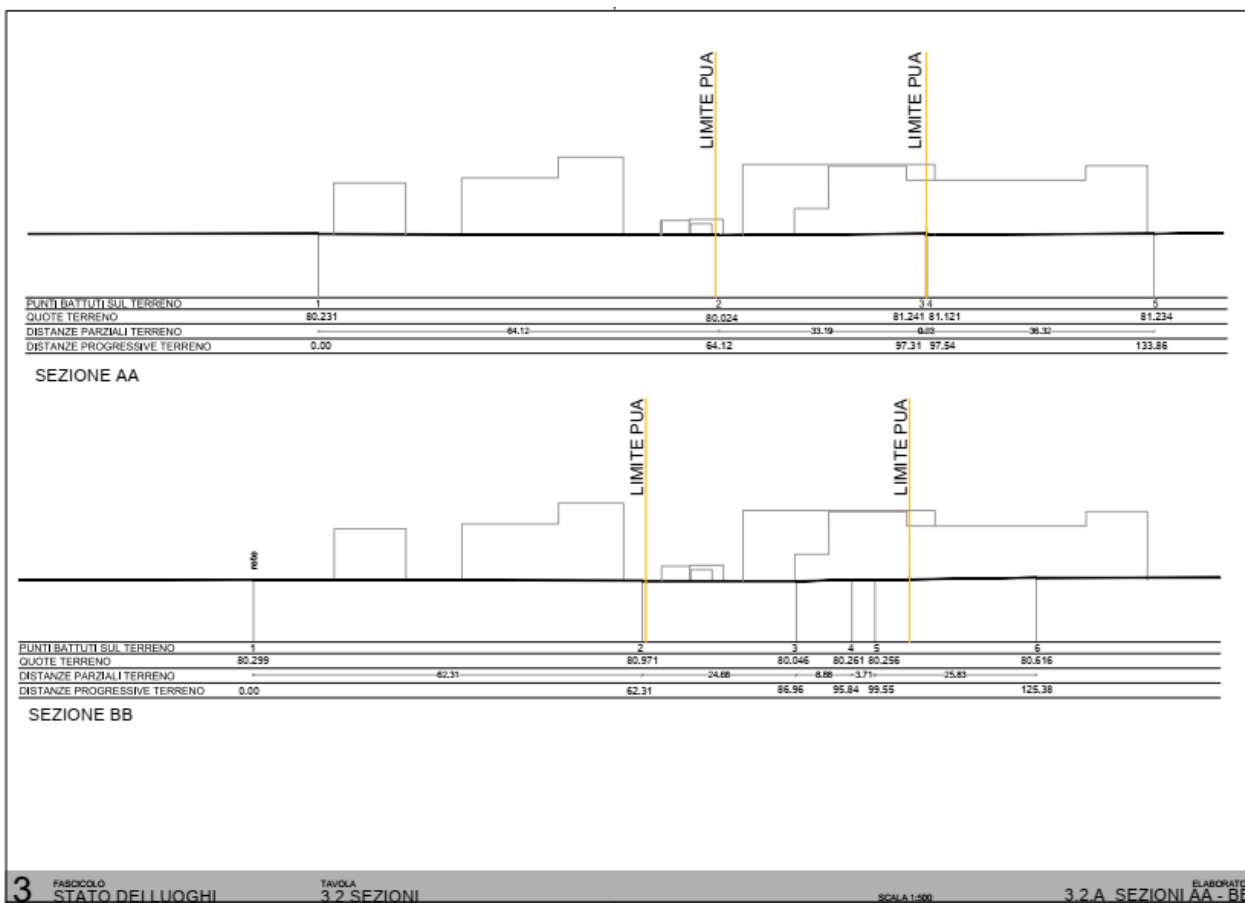 LIMITE PUA
LIMITE PUA
PUNTI BATTUTI SUL TERRENO 1 2 3 4 5
QUOTE TERRENO 80.231 80.024 81.241 81.121 81.234
DISTANZE PARZIALI TERRENO 64.12 33.19 0.23 36.32
DISTANZE PROGRESSIVE TERRENO 0.00 64.12 97.31 97.54 133.86
SEZIONE AA
LIMITE PUA
LIMITE PUA
rete
PUNTI BATTUTI SUL TERRENO 1 2 3 4 5 6
QUOTE TERRENO 80.299 80.971 80.046 80.261 80.256 80.616
DISTANZE PARZIALI TERRENO 62.31 24.66 8.88 3.71 25.83
DISTANZE PROGRESSIVE TERRENO 0.00 62.31 86.96 95.84 99.55 125.38
SEZIONE BB
3 FASCICOLO TAVOLA ELABORATO
STATO DEI LUOGHI 3.2 SEZIONI SCALA 1:500 3.2.A SEZIONI AA - BB